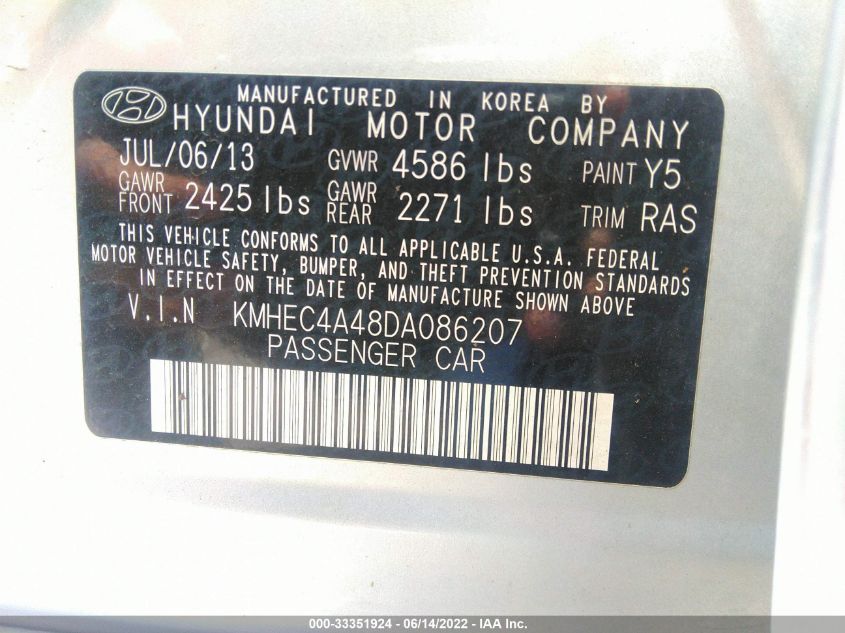 MANUFACTURED IN KOREA BY
HYUNDAI MOTOR COMPANY
JUL/06/13 GVWR 4586 lbs PAINT Y5
GAWR FRONT 2425 lbs GAWR REAR 2271 lbs TRIM RAS
THIS VEHICLE CONFORMS TO ALL APPLICABLE U.S.A. FEDERAL
MOTOR VEHICLE SAFETY, BUMPER, AND THEFT PREVENTION STANDARDS
IN EFFECT ON THE DATE OF MANUFACTURE SHOWN ABOVE
V.I.N KMHEC4A48DA086207
PASSENGER CAR
000-33351924 - 06/14/2022 - IAA Inc.